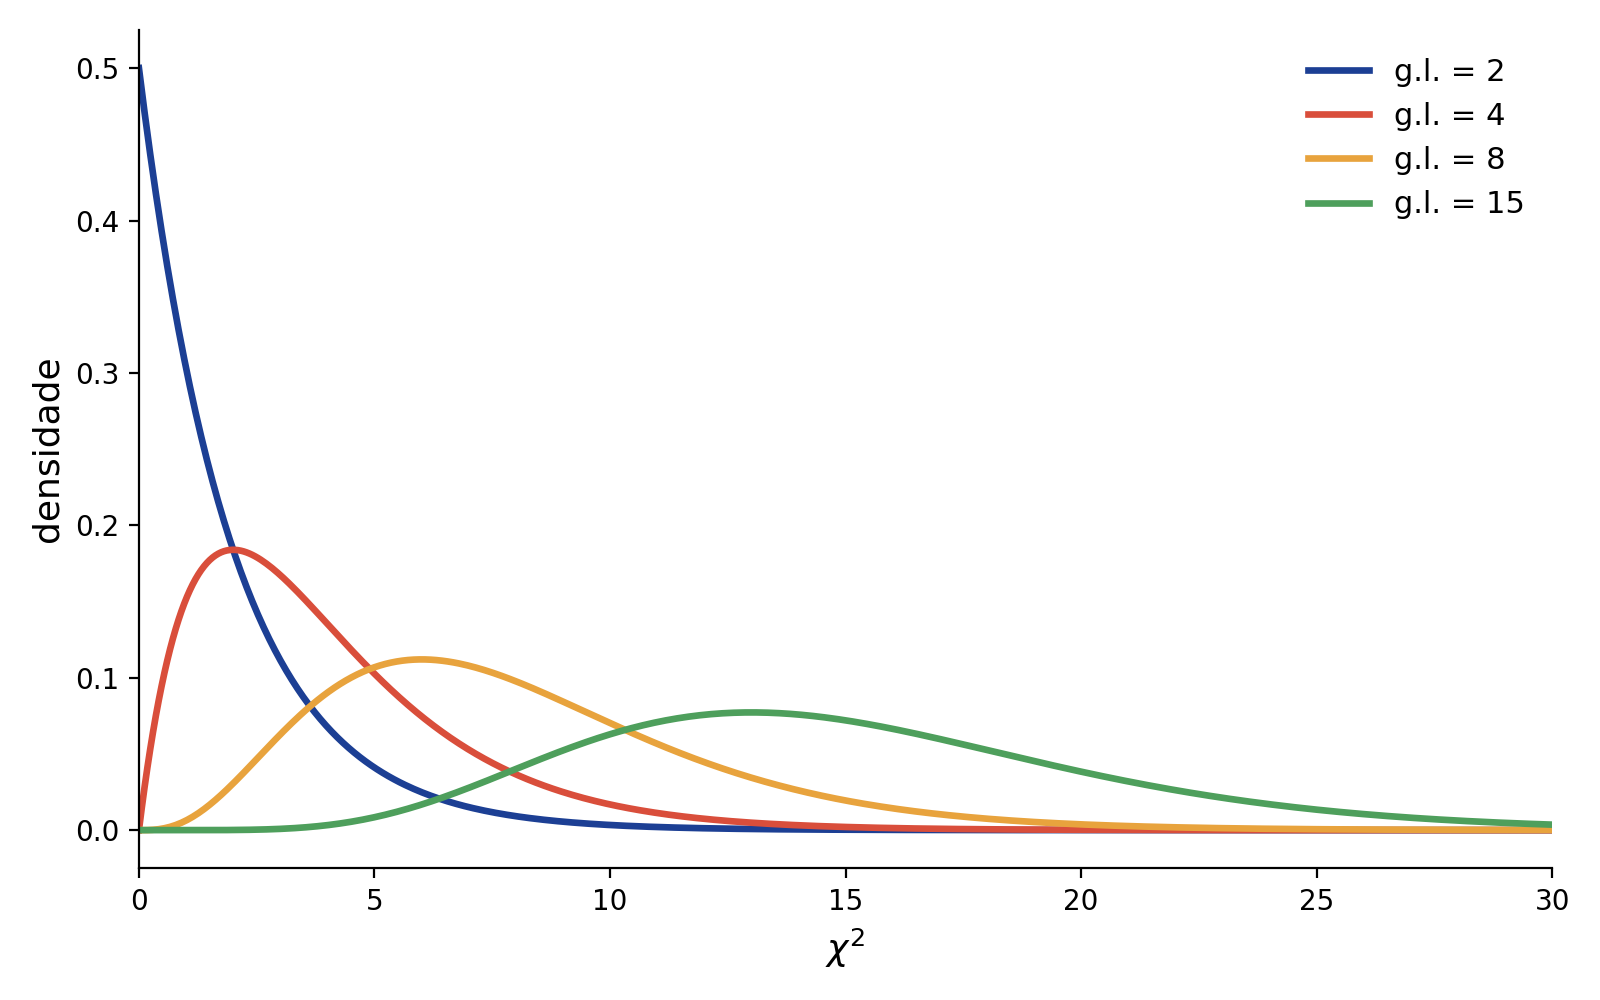 g.l. = 2
g.l. = 4
g.l. = 8
g.l. = 15
densidade
0.5
0.4
0.3
0.2
0.1
0.0
0 5 10 15 20 25 30
χ²